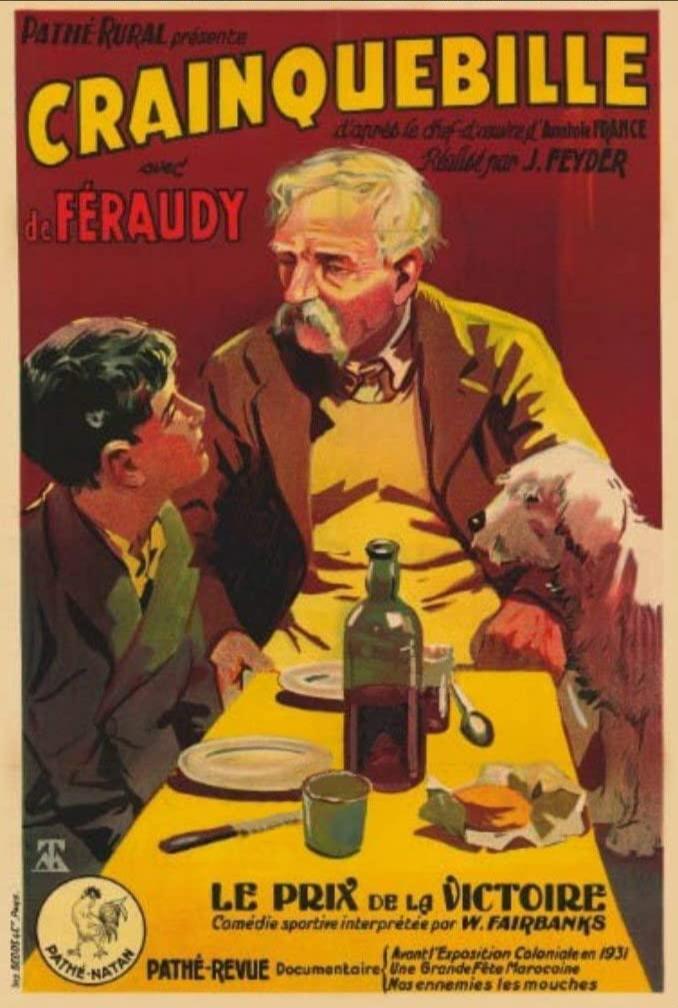 PATHÉ-RURAL présente
CRAINQUEBILLE
d'après le chef-d'œuvre d'Anatole FRANCE
avec
Réalisé par J. FEYDER
de FÉRAUDY
LE PRIX DE LA VICTOIRE
Comédie sportive interprétée par W. FAIRBANKS
PATHÉ-NATAN
PATHÉ-REVUE Documentaire
Avant l'Exposition Coloniale en 1931
Une Grande Fête Marocaine
Nos ennemies les mouches